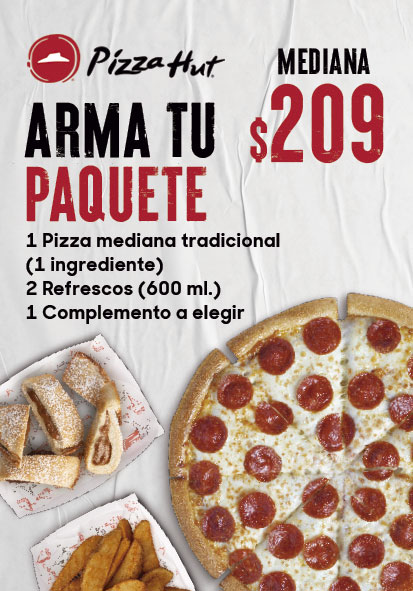 Pizza Hut
MEDIANA
$209
ARMA TU
PAQUETE
1 Pizza mediana tradicional
(1 ingrediente)
2 Refrescos (600 ml.)
1 Complemento a elegir